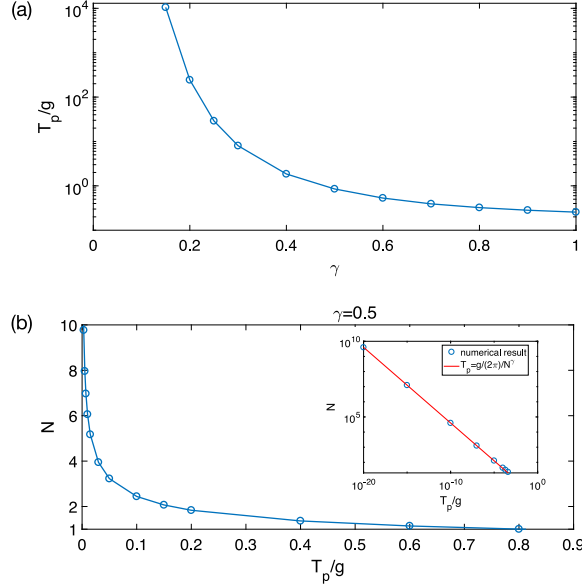 (a)
10^4
10^2
10^0
T_p/g
0 0.2 0.4 0.6 0.8 1
γ
(b)
γ=0.5
10
8
6
4
2
1
N
0 0.1 0.2 0.3 0.4 0.5 0.6 0.7 0.8 0.9
T_p/g
10^10
10^5
N
numerical result
T_p=g/(2π)/N^γ
10^-20 10^-10 10^0
T_p/g